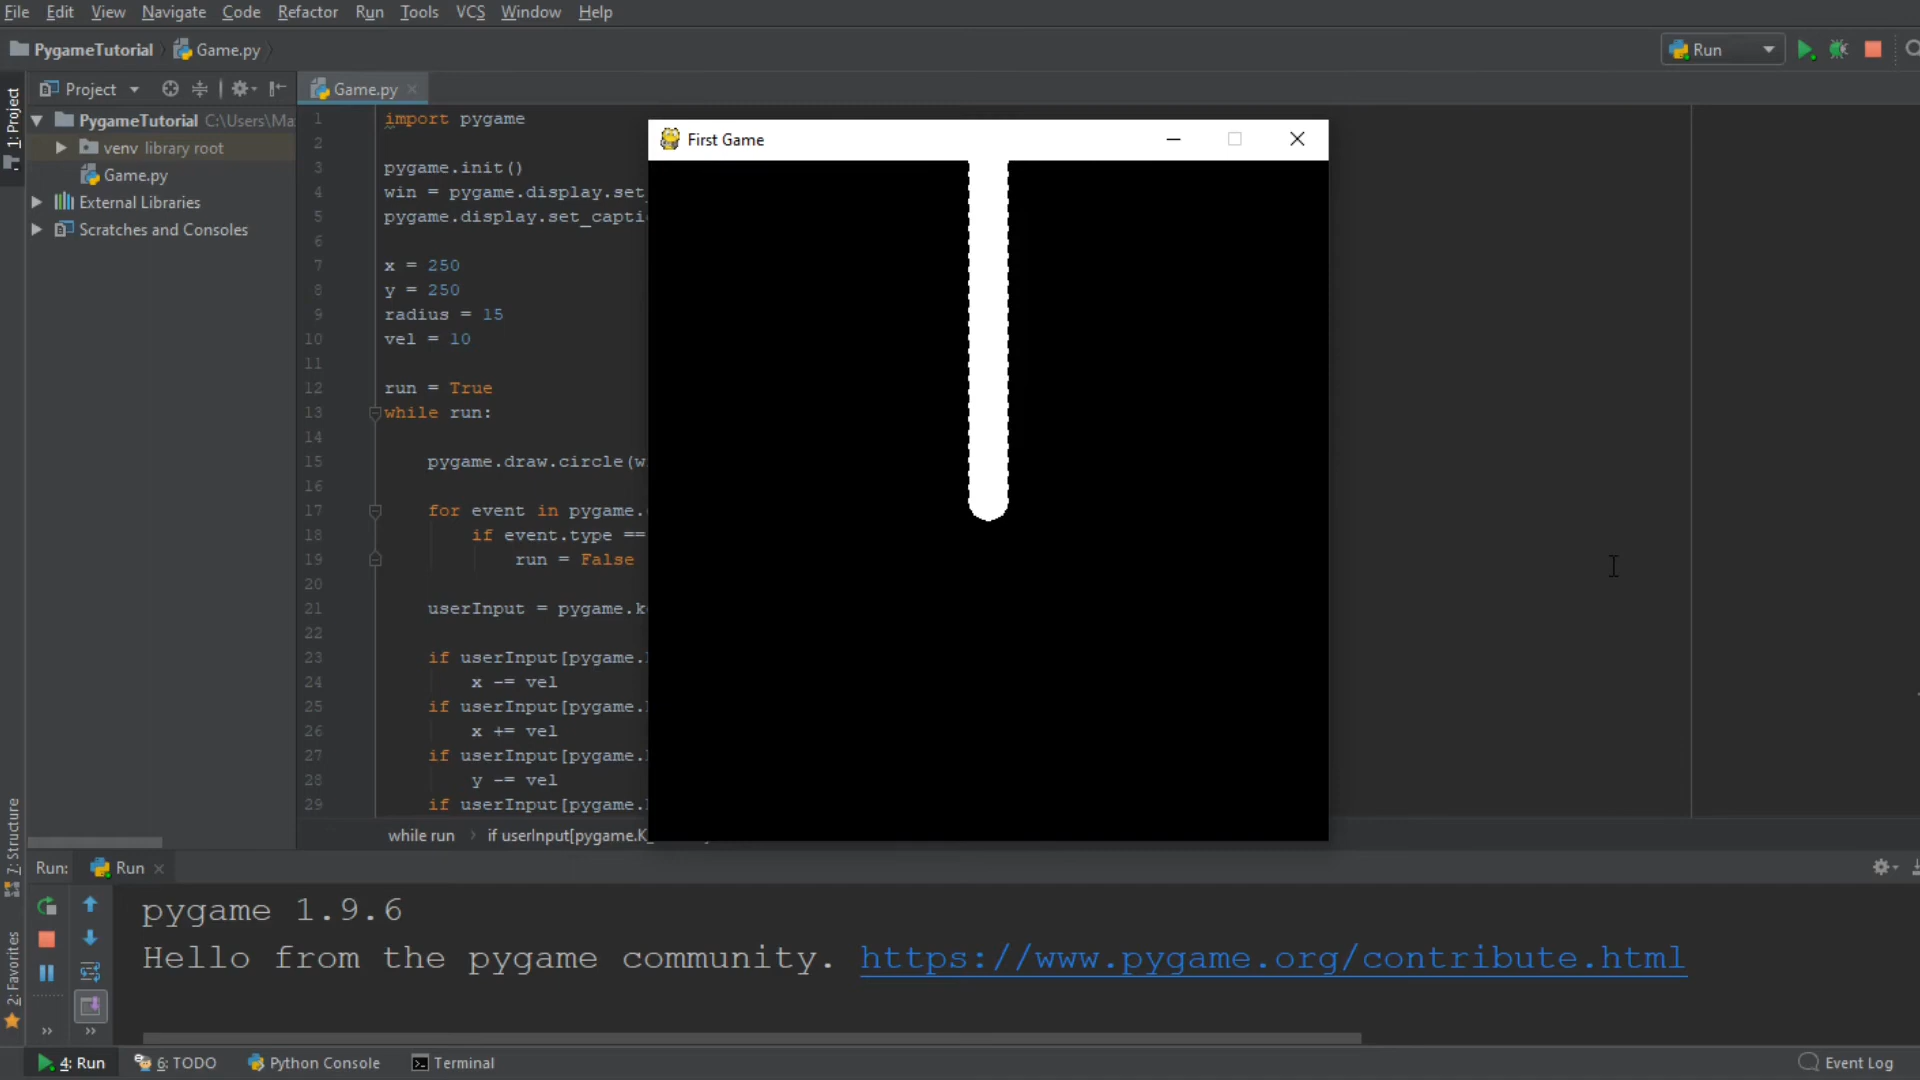 File Edit View Navigate Code Refactor Run Tools VCS Window Help
PygameTutorial Game.py Run
Project Game.py
1: Project
PygameTutorial C:\Users\Ma
venv library root
Game.py
External Libraries
Scratches and Consoles
1 import pygame
2
3 pygame.init()
4 win = pygame.display.set_
5 pygame.display.set_capti
6
7 x = 250
8 y = 250
9 radius = 15
10 vel = 10
11
12 run = True
13 while run:
14
15 pygame.draw.circle(w
16
17 for event in pygame.
18 if event.type ==
19 run = False
20
21 userInput = pygame.k
22
23 if userInput[pygame.
24 x -= vel
25 if userInput[pygame.
26 x += vel
27 if userInput[pygame.
28 y -= vel
29 if userInput[pygame.
while run if userInput[pygame.K_
First Game
7: Structure
2: Favorites
Run: Run
pygame 1.9.6
Hello from the pygame community. https://www.pygame.org/contribute.html
4: Run 6: TODO Python Console Terminal Event Log